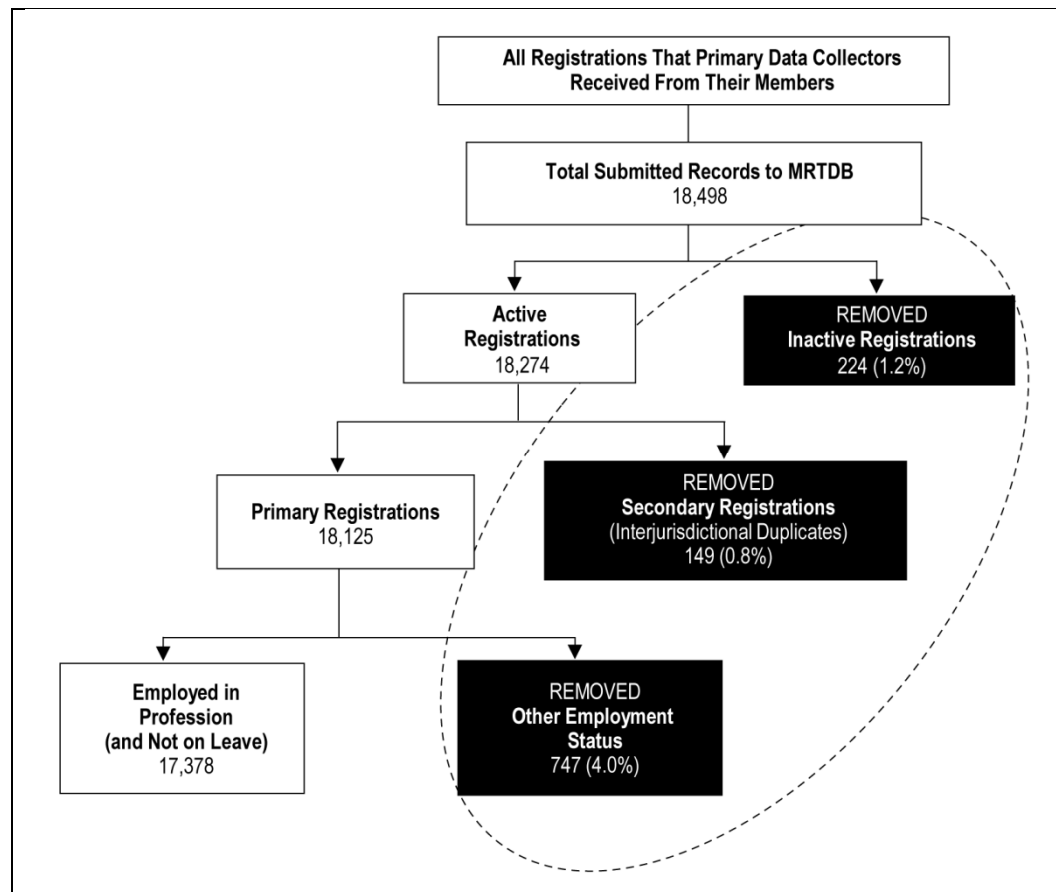 All Registrations That Primary Data Collectors
Received From Their Members
Total Submitted Records to MRTDB
18,498
Active
Registrations
18,274
REMOVED
Inactive Registrations
224 (1.2%)
Primary Registrations
18,125
REMOVED
Secondary Registrations
(Interjurisdictional Duplicates)
149 (0.8%)
Employed in
Profession
(and Not on Leave)
17,378
REMOVED
Other Employment
Status
747 (4.0%)